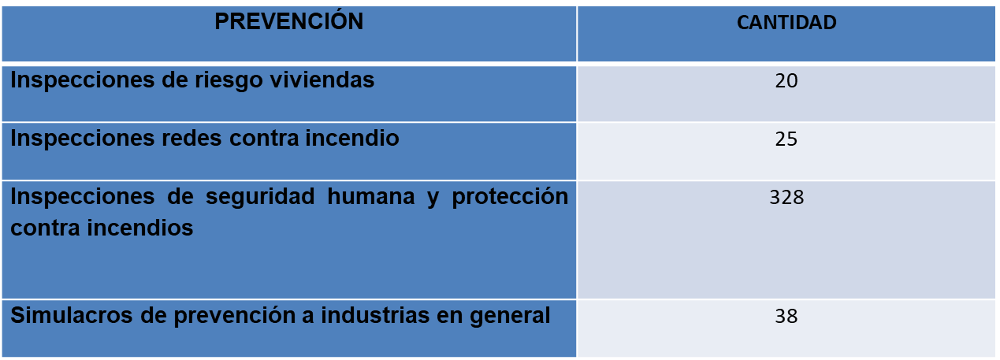 PREVENCIÓN CANTIDAD
Inspecciones de riesgo viviendas 20
Inspecciones redes contra incendio 25
Inspecciones de seguridad humana y protección 328
contra incendios
Simulacros de prevención a industrias en general 38